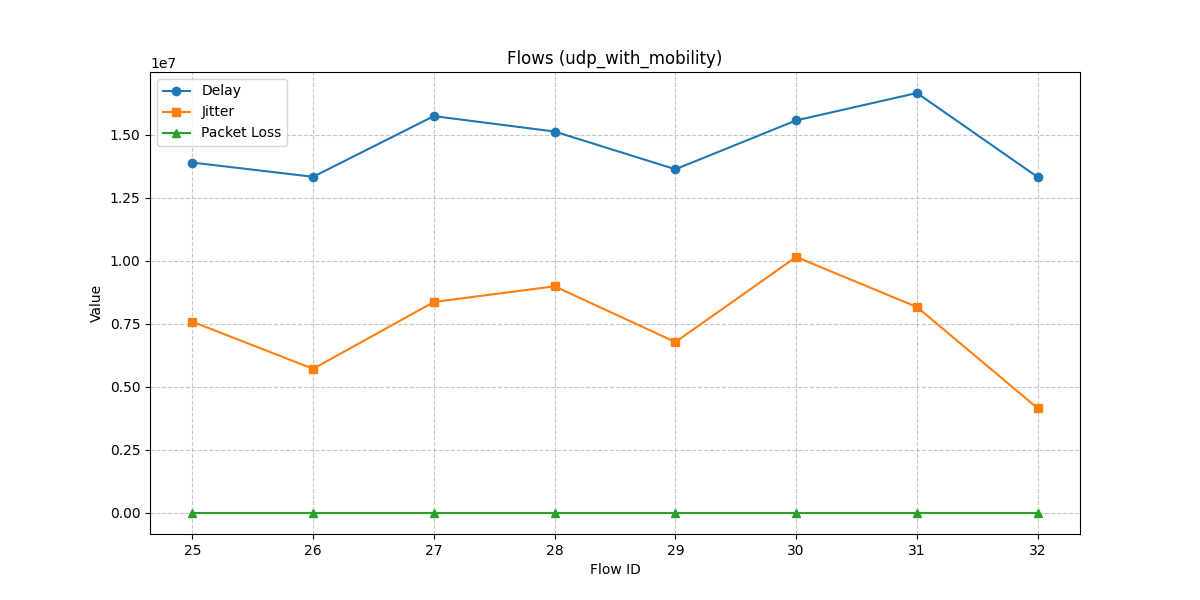 Flows (udp_with_mobility)
1e7
Delay
Jitter
Packet Loss
1.50
1.25
1.00
0.75
0.50
0.25
0.00
Value
25 26 27 28 29 30 31 32
Flow ID